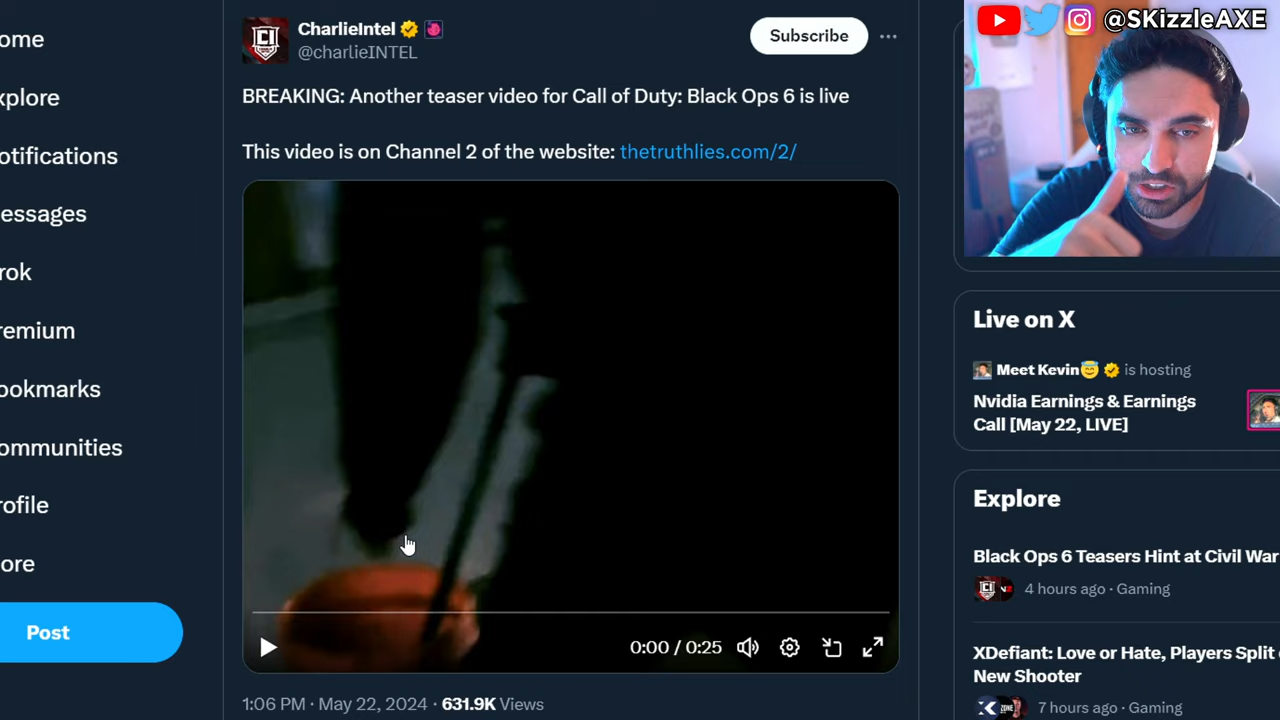 @SKizzleAXE
ome
xplore
otifications
essages
rok
remium
ookmarks
ommunities
rofile
ore
Post
CI
CharlieIntel
@charlieINTEL
Subscribe
BREAKING: Another teaser video for Call of Duty: Black Ops 6 is live
This video is on Channel 2 of the website: thetruthlies.com/2/
0:00 / 0:25
1:06 PM · May 22, 2024 · 631.9K Views
Live on X
Meet Kevin is hosting
Nvidia Earnings & Earnings
Call [May 22, LIVE]
Explore
Black Ops 6 Teasers Hint at Civil War
4 hours ago · Gaming
XDefiant: Love or Hate, Players Split
New Shooter
7 hours ago · Gaming